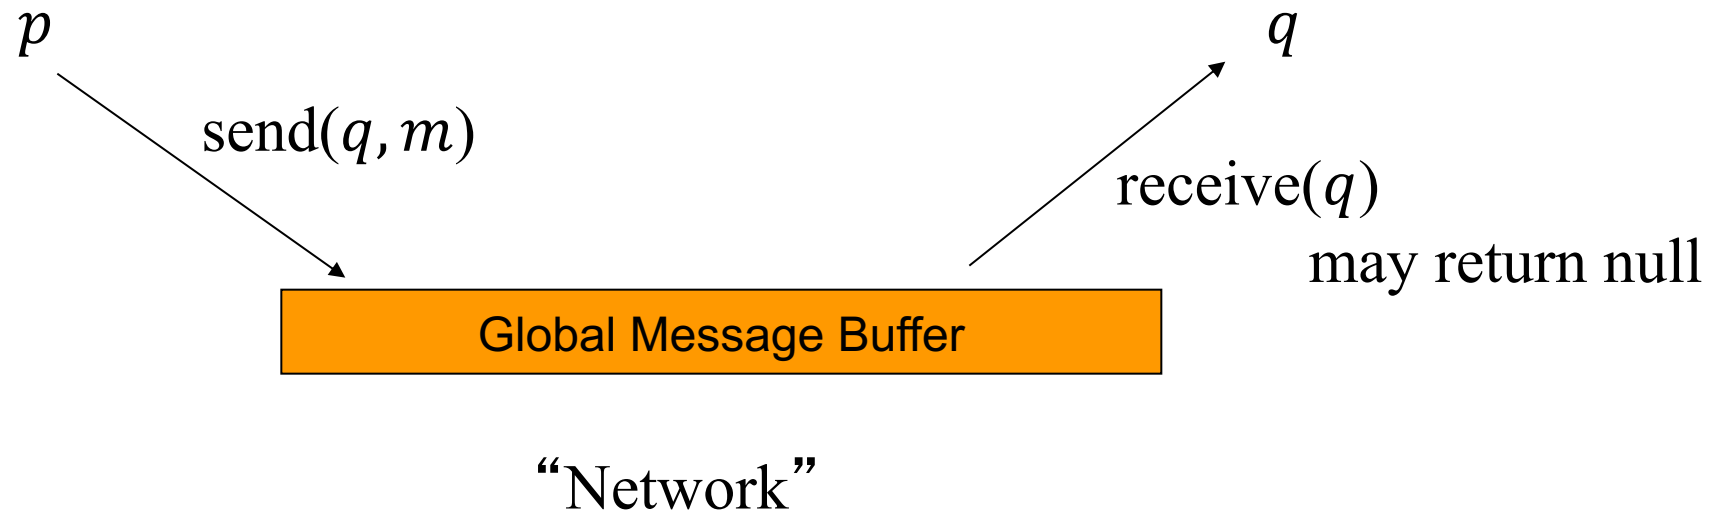 p
q
send(q, m)
receive(q)
may return null
Global Message Buffer
“Network”